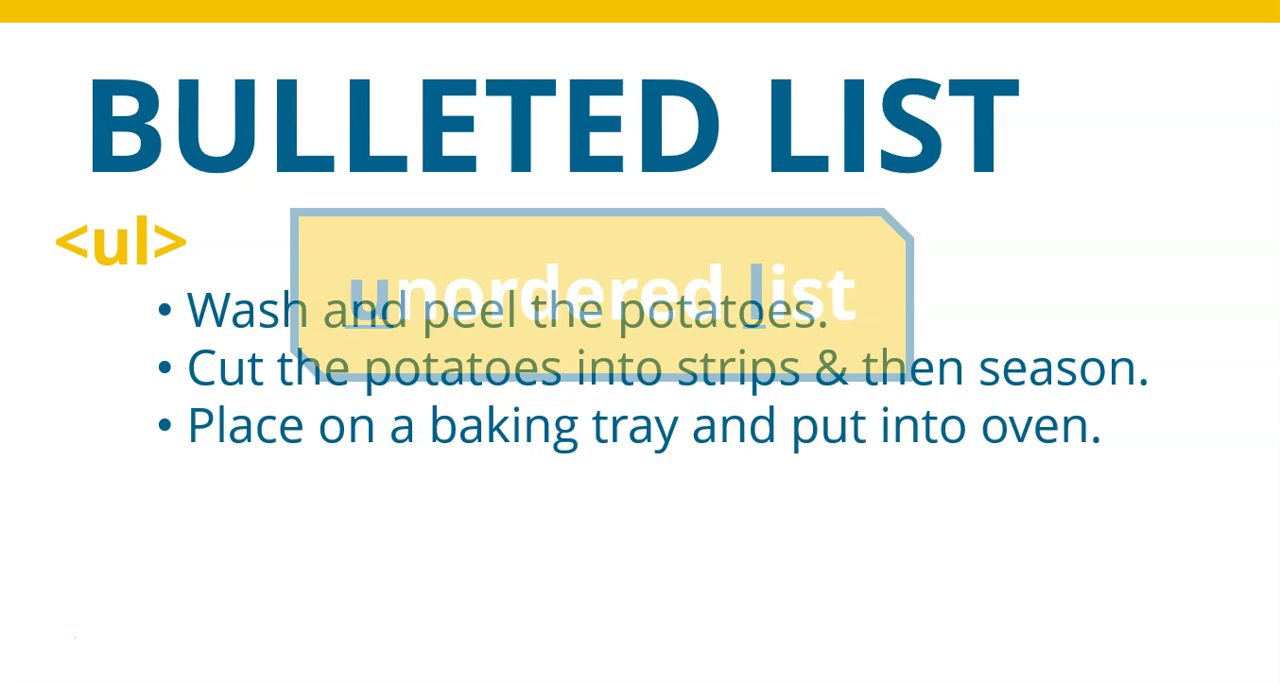 BULLETED LIST
<ul>
unordered list
• Wash and peel the potatoes.
• Cut the potatoes into strips & then season.
• Place on a baking tray and put into oven.